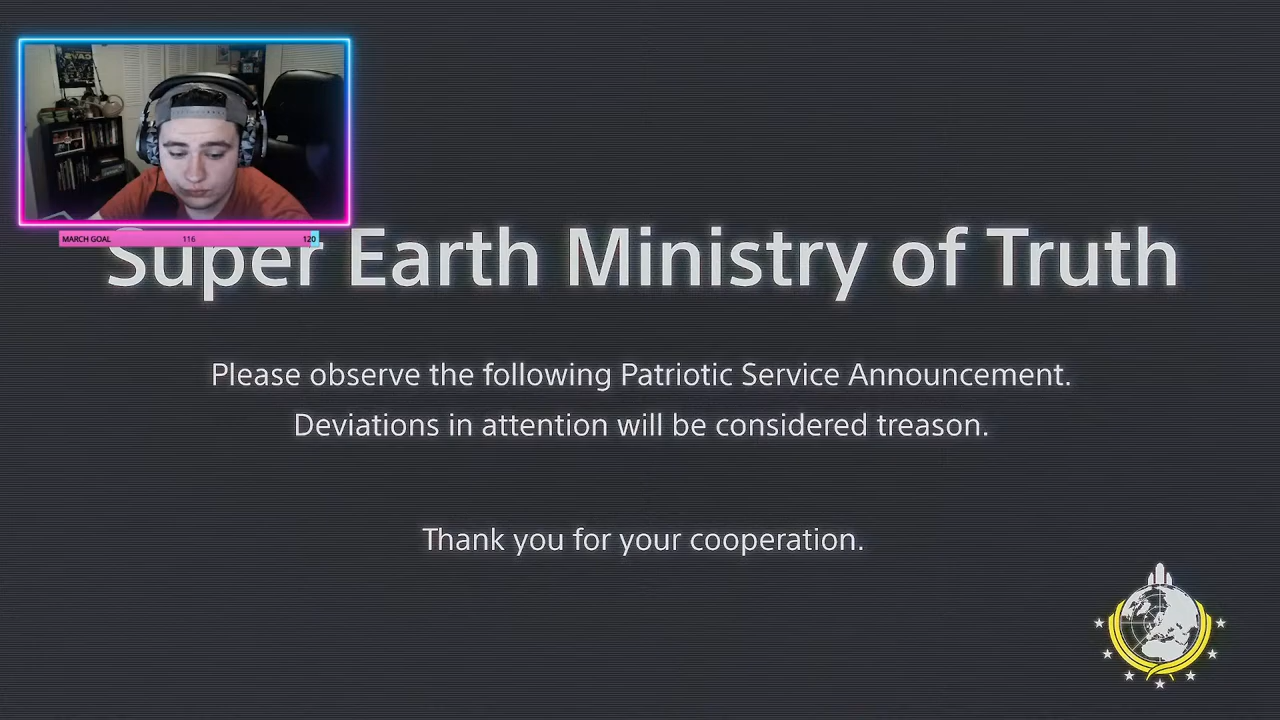 MARCH GOAL 116 120
Super Earth Ministry of Truth
Please observe the following Patriotic Service Announcement.
Deviations in attention will be considered treason.
Thank you for your cooperation.